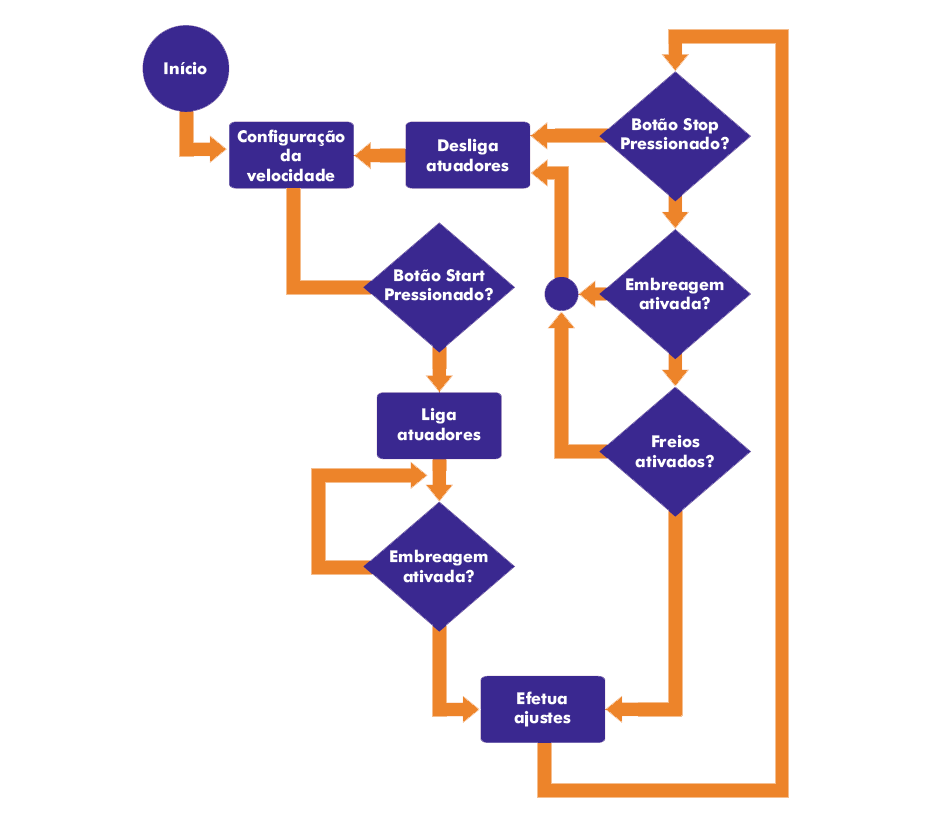 Início
Configuração
da
velocidade
Desliga
atuadores
Botão Stop
Pressionado?
Botão Start
Pressionado?
Embreagem
ativada?
Liga
atuadores
Freios
ativados?
Embreagem
ativada?
Efetua
ajustes